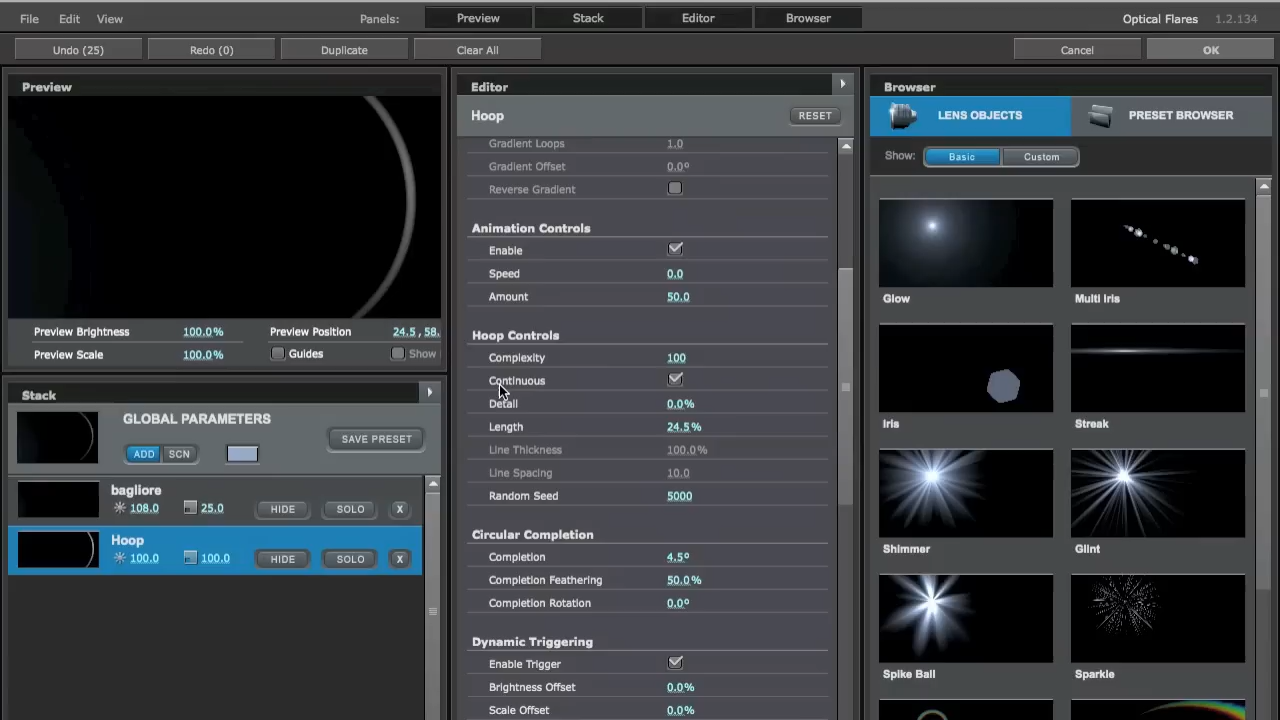 File Edit View Panels: Preview Stack Editor Browser Optical Flares 1.2.134
Undo (25) Redo (0) Duplicate Clear All Cancel OK
Preview
Preview Brightness 100.0% Preview Position 24.5 , 58.
Preview Scale 100.0% Guides Show
Stack
GLOBAL PARAMETERS
ADD SCN SAVE PRESET
bagliore
108.0 25.0 HIDE SOLO X
Hoop
100.0 100.0 HIDE SOLO X
Editor
Hoop RESET
Gradient Loops 1.0
Gradient Offset 0.0º
Reverse Gradient
Animation Controls
Enable
Speed 0.0
Amount 50.0
Hoop Controls
Complexity 100
Continuous
Detail 0.0%
Length 24.5%
Line Thickness 100.0%
Line Spacing 10.0
Random Seed 5000
Circular Completion
Completion 4.5º
Completion Feathering 50.0%
Completion Rotation 0.0º
Dynamic Triggering
Enable Trigger
Brightness Offset 0.0%
Scale Offset 0.0%
Browser
LENS OBJECTS PRESET BROWSER
Show: Basic Custom
Glow Multi Iris
Iris Streak
Shimmer Glint
Spike Ball Sparkle